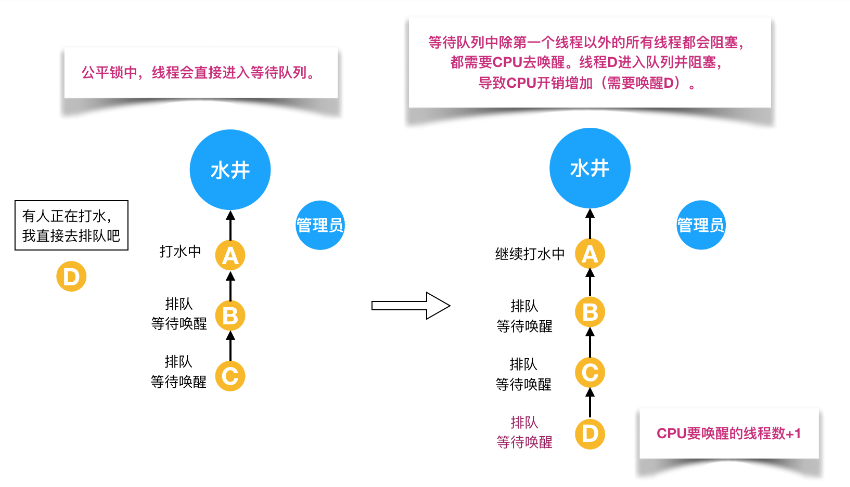 公平锁中，线程会直接进入等待队列。
等待队列中除第一个线程以外的所有线程都会阻塞，
都需要CPU去唤醒。线程D进入队列并阻塞，
导致CPU开销增加（需要唤醒D）。
水井
管理员
有人正在打水，
我直接去排队吧
D
打水中
A
排队
等待唤醒
B
排队
等待唤醒
C
水井
管理员
继续打水中
A
排队
等待唤醒
B
排队
等待唤醒
C
排队
等待唤醒
D
CPU要唤醒的线程数+1